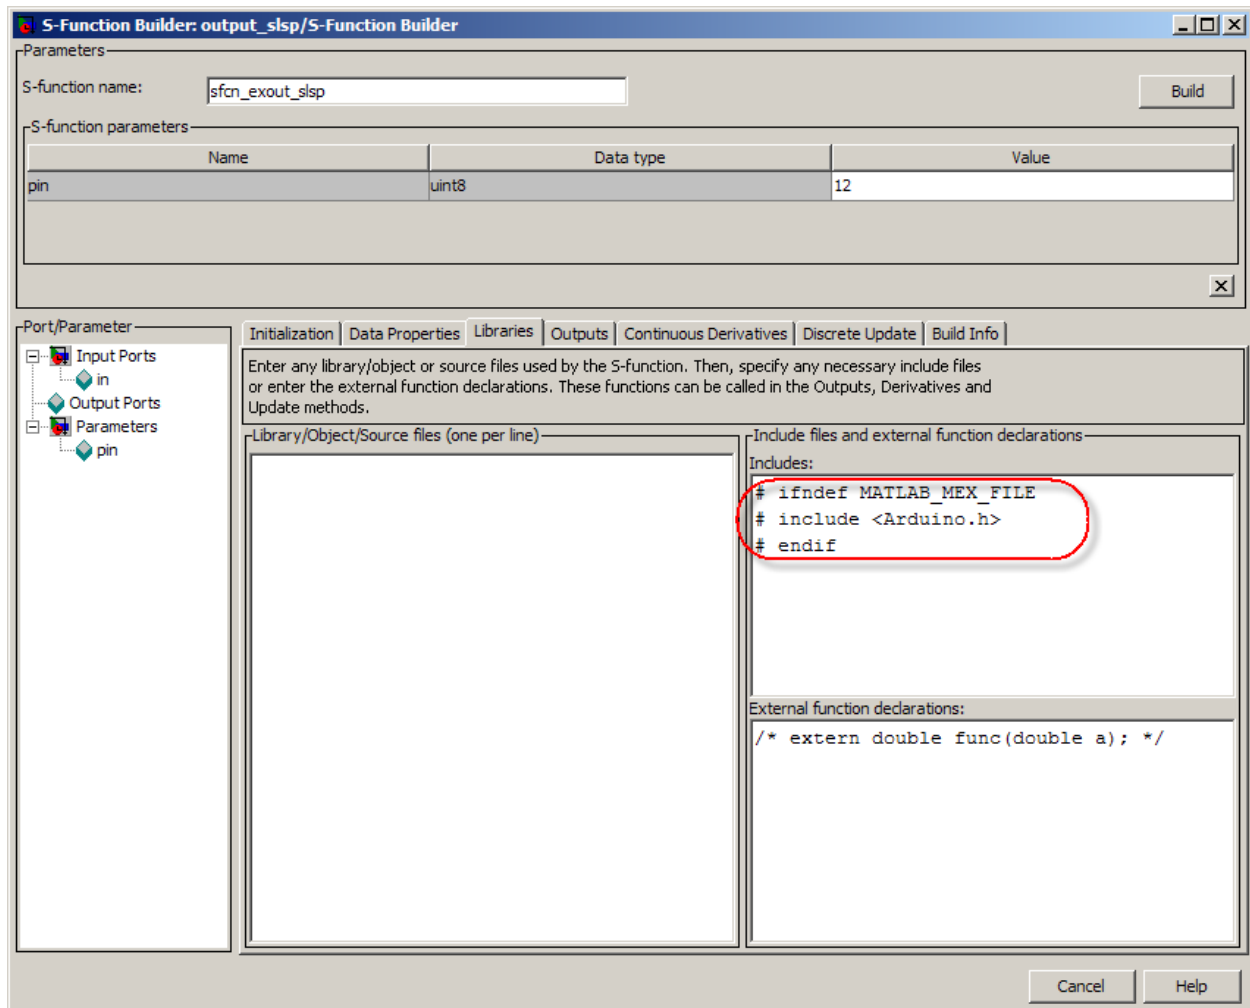 S-Function Builder: output_slsp/S-Function Builder
Parameters
S-function name:
sfcn_exout_slsp
Build
S-function parameters
Name Data type Value
pin uint8 12
Port/Parameter
Input Ports
in
Output Ports
Parameters
pin
Initialization Data Properties Libraries Outputs Continuous Derivatives Discrete Update Build Info
Enter any library/object or source files used by the S-function. Then, specify any necessary include files
or enter the external function declarations. These functions can be called in the Outputs, Derivatives and
Update methods.
Library/Object/Source files (one per line)
Include files and external function declarations
Includes:
# ifndef MATLAB_MEX_FILE
# include <Arduino.h>
# endif
External function declarations:
/* extern double func(double a); */
Cancel Help